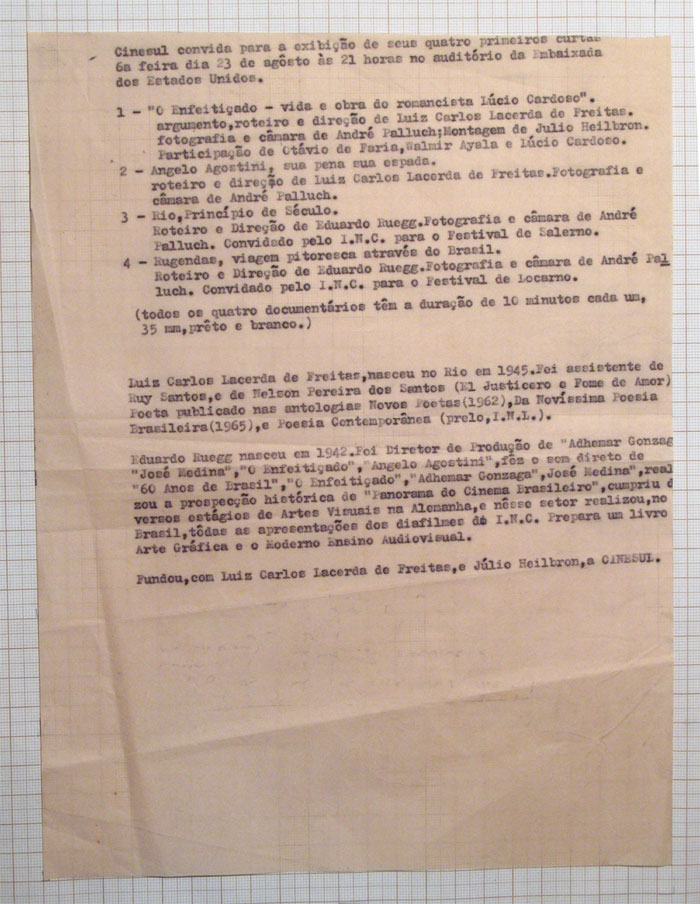 Cinesul convida para a exibição de seus quatro primeiros curtas
6a feira dia 23 de agôsto às 21 horas no auditório da Embaixada
dos Estados Unidos.
1 - "O Enfeitiçado - vida e obra do romancista Lúcio Cardoso".
argumento,roteiro e direção de Luiz Carlos Lacerda de Freitas.
fotografia e câmara de André Palluch;Montagem de Julio Heilbron.
Participação de Otávio de Faria,Walmir Ayala e Lúcio Cardoso.
2 - Angelo Agostini, sua pena sua espada.
roteiro e direção de Luiz Carlos Lacerda de Freitas.Fotografia e
câmara de André Palluch.
3 - Rio,Princípio de Século.
Roteiro e Direção de Eduardo Ruegg.Fotografia e câmara de André
Palluch. Convidado pelo I.N.C. para o Festival de Salerno.
4 - Rugendas, viagem pitoresca através do Brasil.
Roteiro e Direção de Eduardo Ruegg.Fotografia e câmara de André Pal
luch. Convidado pelo I.N.C. para o Festival de Locarno.
(todos os quatro documentários têm a duração de 10 minutos cada um,
35 mm,prêto e branco.)
Luiz Carlos Lacerda de Freitas,nasceu no Rio em 1945.Foi assistente de
Ruy Santos,e de Nelson Pereira dos Santos (El Justicero e Fome de Amor)
Poeta publicado nas antologias Novos Poetas(1962),Da Novíssima Poesia
Brasileira(1965),e Poesia Contemporânea (prelo,I.N.L.).
Eduardo Ruegg nasceu em 1942.Foi Diretor de Produção de "Adhemar Gonzag
"José Medina","O Enfeitiçado","Angelo Agostini",fêz o som direto de
"60 Anos de Brasil","O Enfeitiçado","Adhemar Gonzaga",José Medina",real
zou a prospecção histórica de "Panorama do Cinema Brasileiro",cumpriu d
versos estágios de Artes Visuais na Alemanha,e nêsse setor realizou,no
Brasil,tôdas as apresentações dos diafilmes do I.N.C. Prepara um livro
Arte Gráfica e o Moderno Ensino Audiovisual.
Fundou,com Luiz Carlos Lacerda de Freitas,e Júlio Heilbron,a CINESUL.